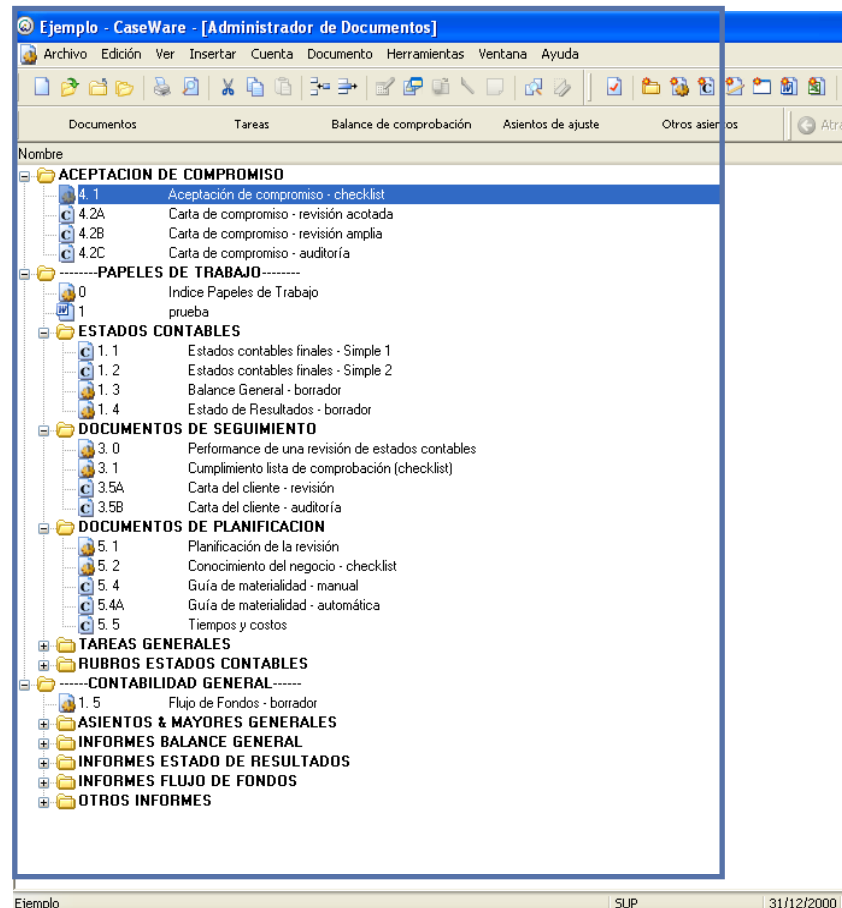 Ejemplo - CaseWare - [Administrador de Documentos]
Archivo Edición Ver Insertar Cuenta Documento Herramientas Ventana Ayuda
Documentos Tareas Balance de comprobación Asientos de ajuste Otros asientos
Nombre
ACEPTACION DE COMPROMISO
4. 1 Aceptación de compromiso - checklist
4.2A Carta de compromiso - revisión acotada
4.2B Carta de compromiso - revisión amplia
4.2C Carta de compromiso - auditoría
--------PAPELES DE TRABAJO--------
0 Indice Papeles de Trabajo
1 prueba
ESTADOS CONTABLES
1. 1 Estados contables finales - Simple 1
1. 2 Estados contables finales - Simple 2
1. 3 Balance General - borrador
1. 4 Estado de Resultados - borrador
DOCUMENTOS DE SEGUIMIENTO
3. 0 Performance de una revisión de estados contables
3. 1 Cumplimiento lista de comprobación (checklist)
3.5A Carta del cliente - revisión
3.5B Carta del cliente - auditoría
DOCUMENTOS DE PLANIFICACION
5. 1 Planificación de la revisión
5. 2 Conocimiento del negocio - checklist
5. 4 Guía de materialidad - manual
5.4A Guía de materialidad - automática
5. 5 Tiempos y costos
TAREAS GENERALES
RUBROS ESTADOS CONTABLES
------CONTABILIDAD GENERAL------
1. 5 Flujo de Fondos - borrador
ASIENTOS & MAYORES GENERALES
INFORMES BALANCE GENERAL
INFORMES ESTADO DE RESULTADOS
INFORMES FLUJO DE FONDOS
OTROS INFORMES
Ejemplo SUP 31/12/2000